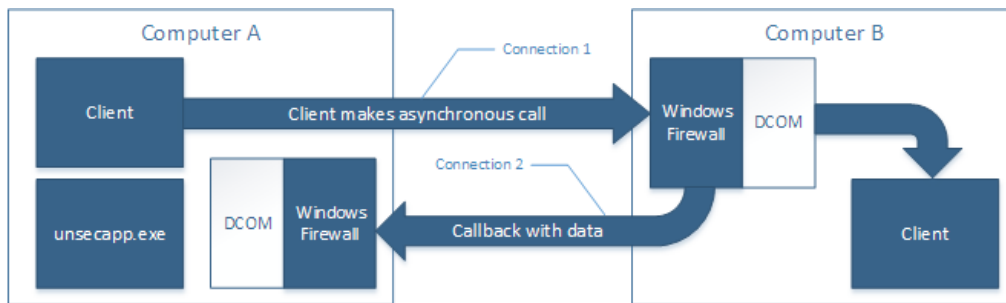 Computer A
Computer B
Connection 1
Client
Client makes asynchronous call
Windows
Firewall
DCOM
Connection 2
unsecapp.exe
DCOM
Windows
Firewall
Callback with data
Client